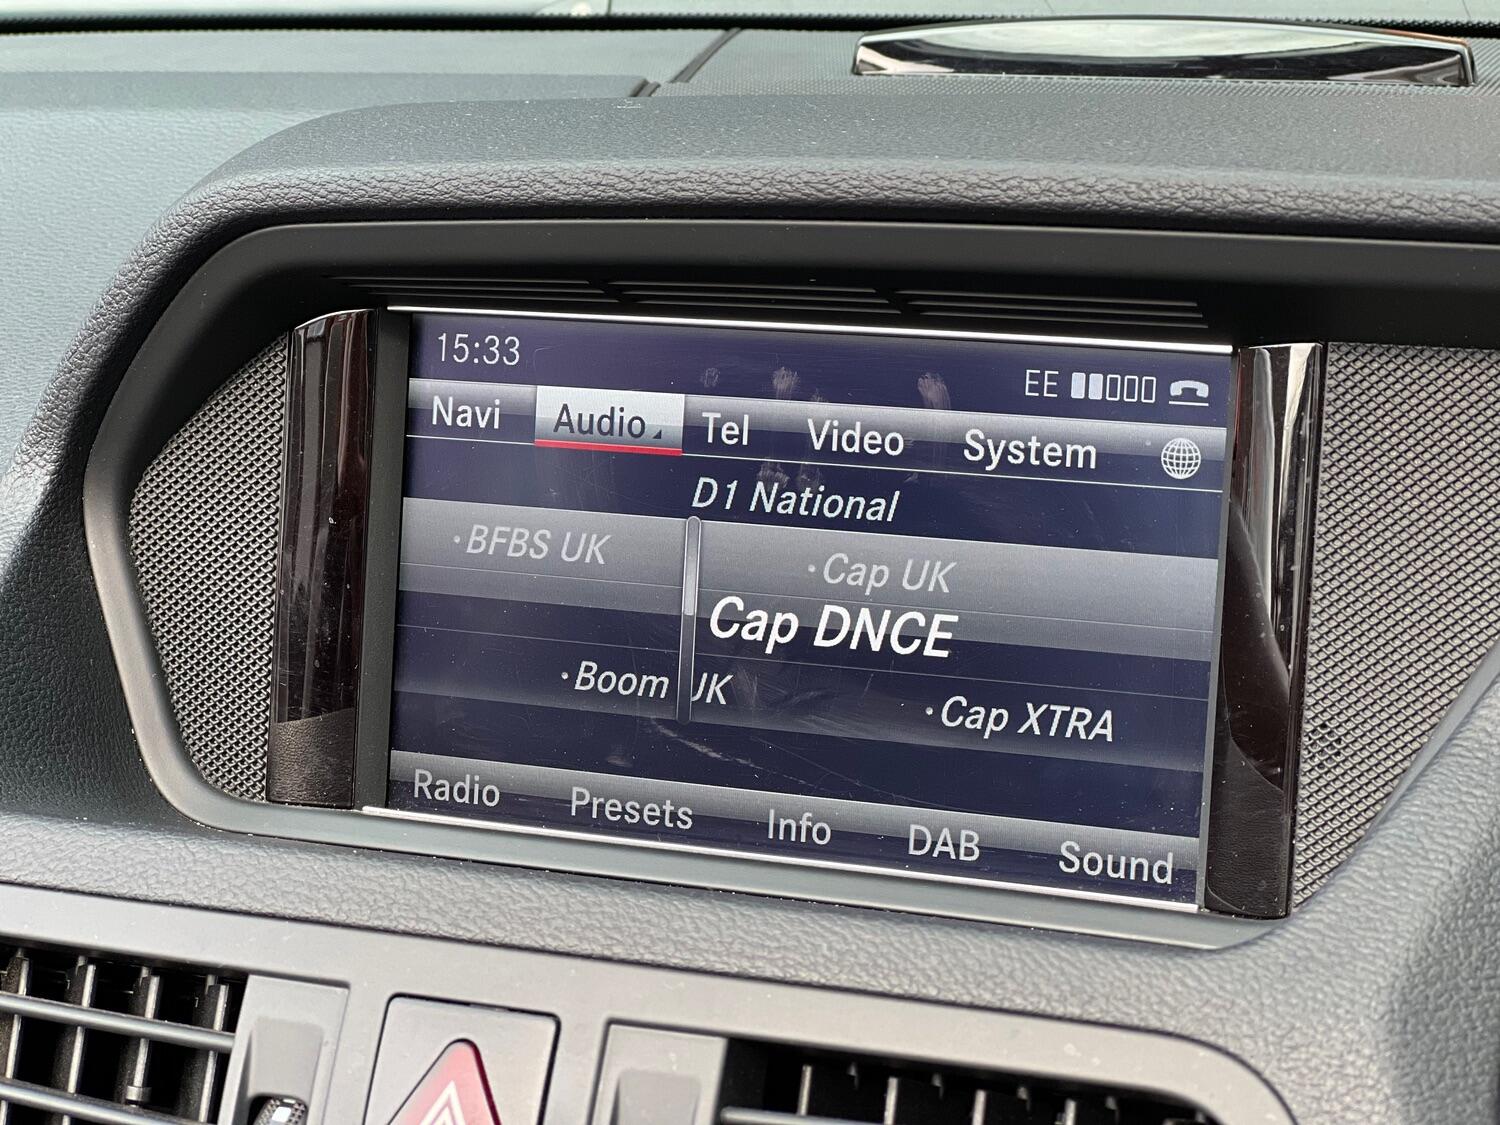 15:33
EE
Navi Audio Tel Video System
D1 National
·BFBS UK ·Cap UK
Cap DNCE
·Boom UK ·Cap XTRA
Radio Presets Info DAB Sound